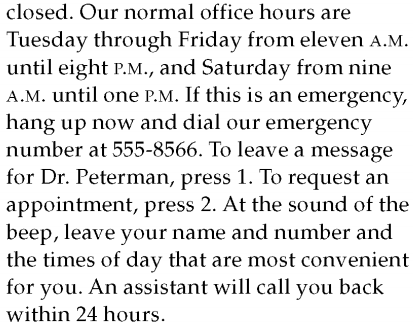 closed. Our normal office hours are
Tuesday through Friday from eleven A.M.
until eight P.M., and Saturday from nine
A.M. until one P.M. If this is an emergency,
hang up now and dial our emergency
number at 555-8566. To leave a message
for Dr. Peterman, press 1. To request an
appointment, press 2. At the sound of the
beep, leave your name and number and
the times of day that are most convenient
for you. An assistant will call you back
within 24 hours.